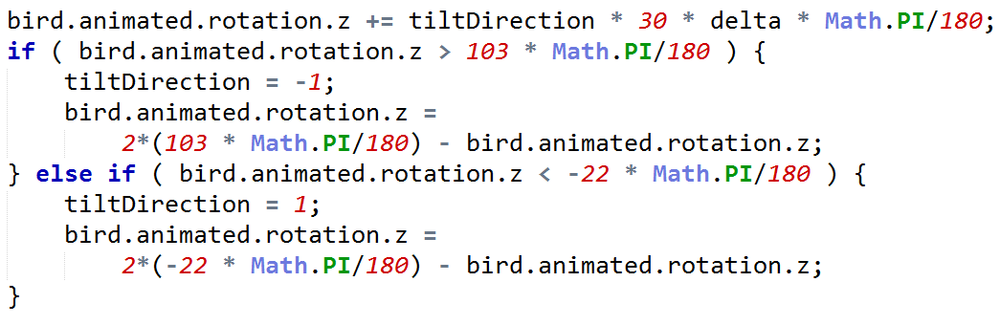 bird.animated.rotation.z += tiltDirection * 30 * delta * Math.PI/180;
if ( bird.animated.rotation.z > 103 * Math.PI/180 ) {
    tiltDirection = -1;
    bird.animated.rotation.z =
        2*(103 * Math.PI/180) - bird.animated.rotation.z;
} else if ( bird.animated.rotation.z < -22 * Math.PI/180 ) {
    tiltDirection = 1;
    bird.animated.rotation.z =
        2*(-22 * Math.PI/180) - bird.animated.rotation.z;
}